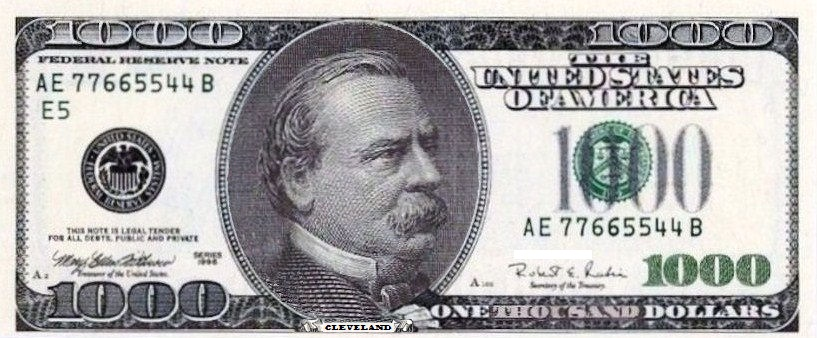 1000 1000
FEDERAL RESERVE NOTE
THE
UNITED STATES
OF AMERICA
AE 77665544 B
E5
1000
AE 77665544 B
THIS NOTE IS LEGAL TENDER
FOR ALL DEBTS, PUBLIC AND PRIVATE
SERIES
1996
Treasurer of the United States.
Robert E. Rubin
Secretary of the Treasury.
1000
1000
ONE THOUSAND DOLLARS
CLEVELAND